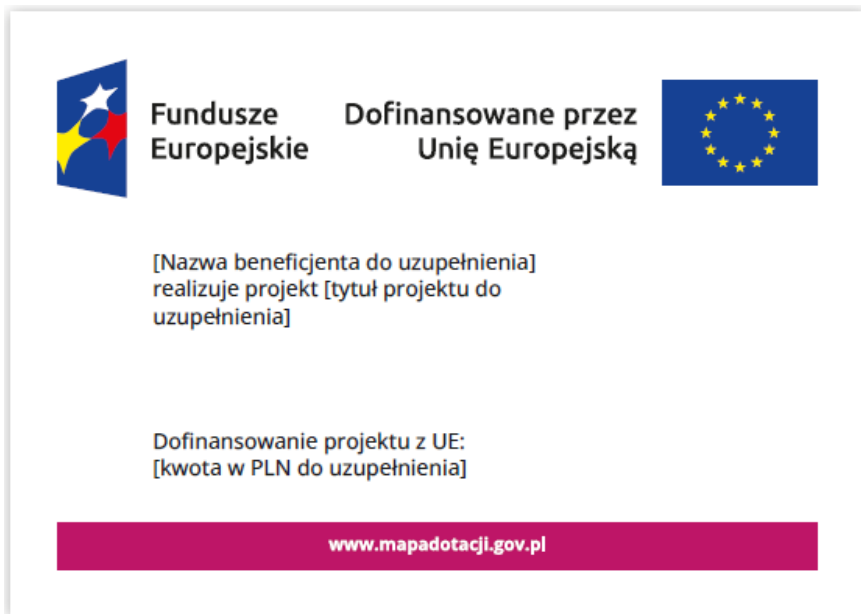 Fundusze
Europejskie
Dofinansowane przez
Unię Europejską
[Nazwa beneficjenta do uzupełnienia]
realizuje projekt [tytuł projektu do
uzupełnienia]
Dofinansowanie projektu z UE:
[kwota w PLN do uzupełnienia]
www.mapadotacji.gov.pl